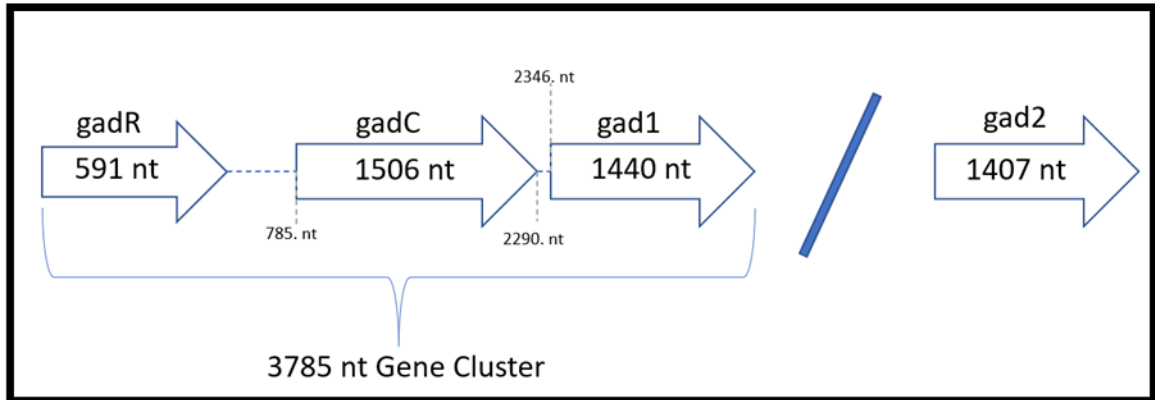 2346. nt
gadR
gadC
gad1
gad2
591 nt
1506 nt
1440 nt
1407 nt
785. nt
2290. nt
3785 nt Gene Cluster